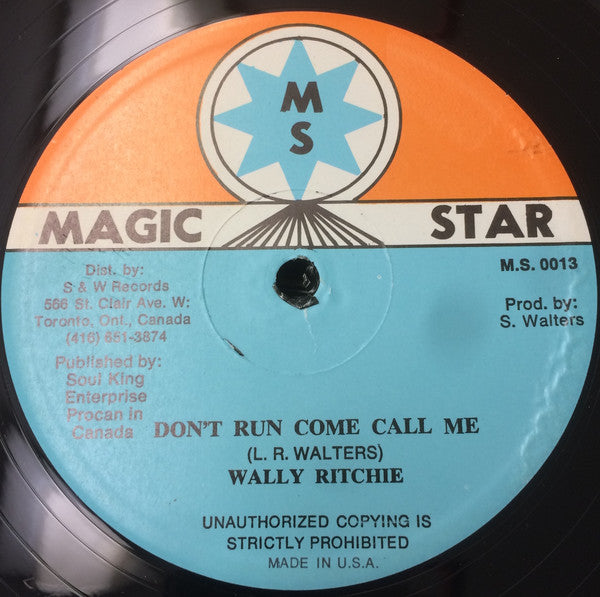 M
S
MAGIC STAR
Dist. by:
S & W Records
566 St. Clair Ave. W:
Toronto, Ont., Canada
(416) 651-3874
Published by:
Soul King
Enterprise
Procan in
Canada
M.S. 0013
Prod. by:
S. Walters
DON'T RUN COME CALL ME
(L. R. WALTERS)
WALLY RITCHIE
UNAUTHORIZED COPYING IS
STRICTLY PROHIBITED
MADE IN U.S.A.